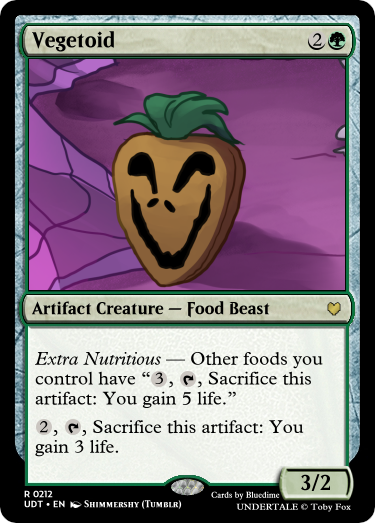 Vegetoid 2
Artifact Creature — Food Beast
Extra Nutritious — Other foods you
control have “3, , Sacrifice this
artifact: You gain 5 life.”
2, , Sacrifice this artifact: You
gain 3 life.
3/2
R 0212
UDT • EN Shimmershy (Tumblr)
Cards by Bluedime
UNDERTALE © Toby Fox